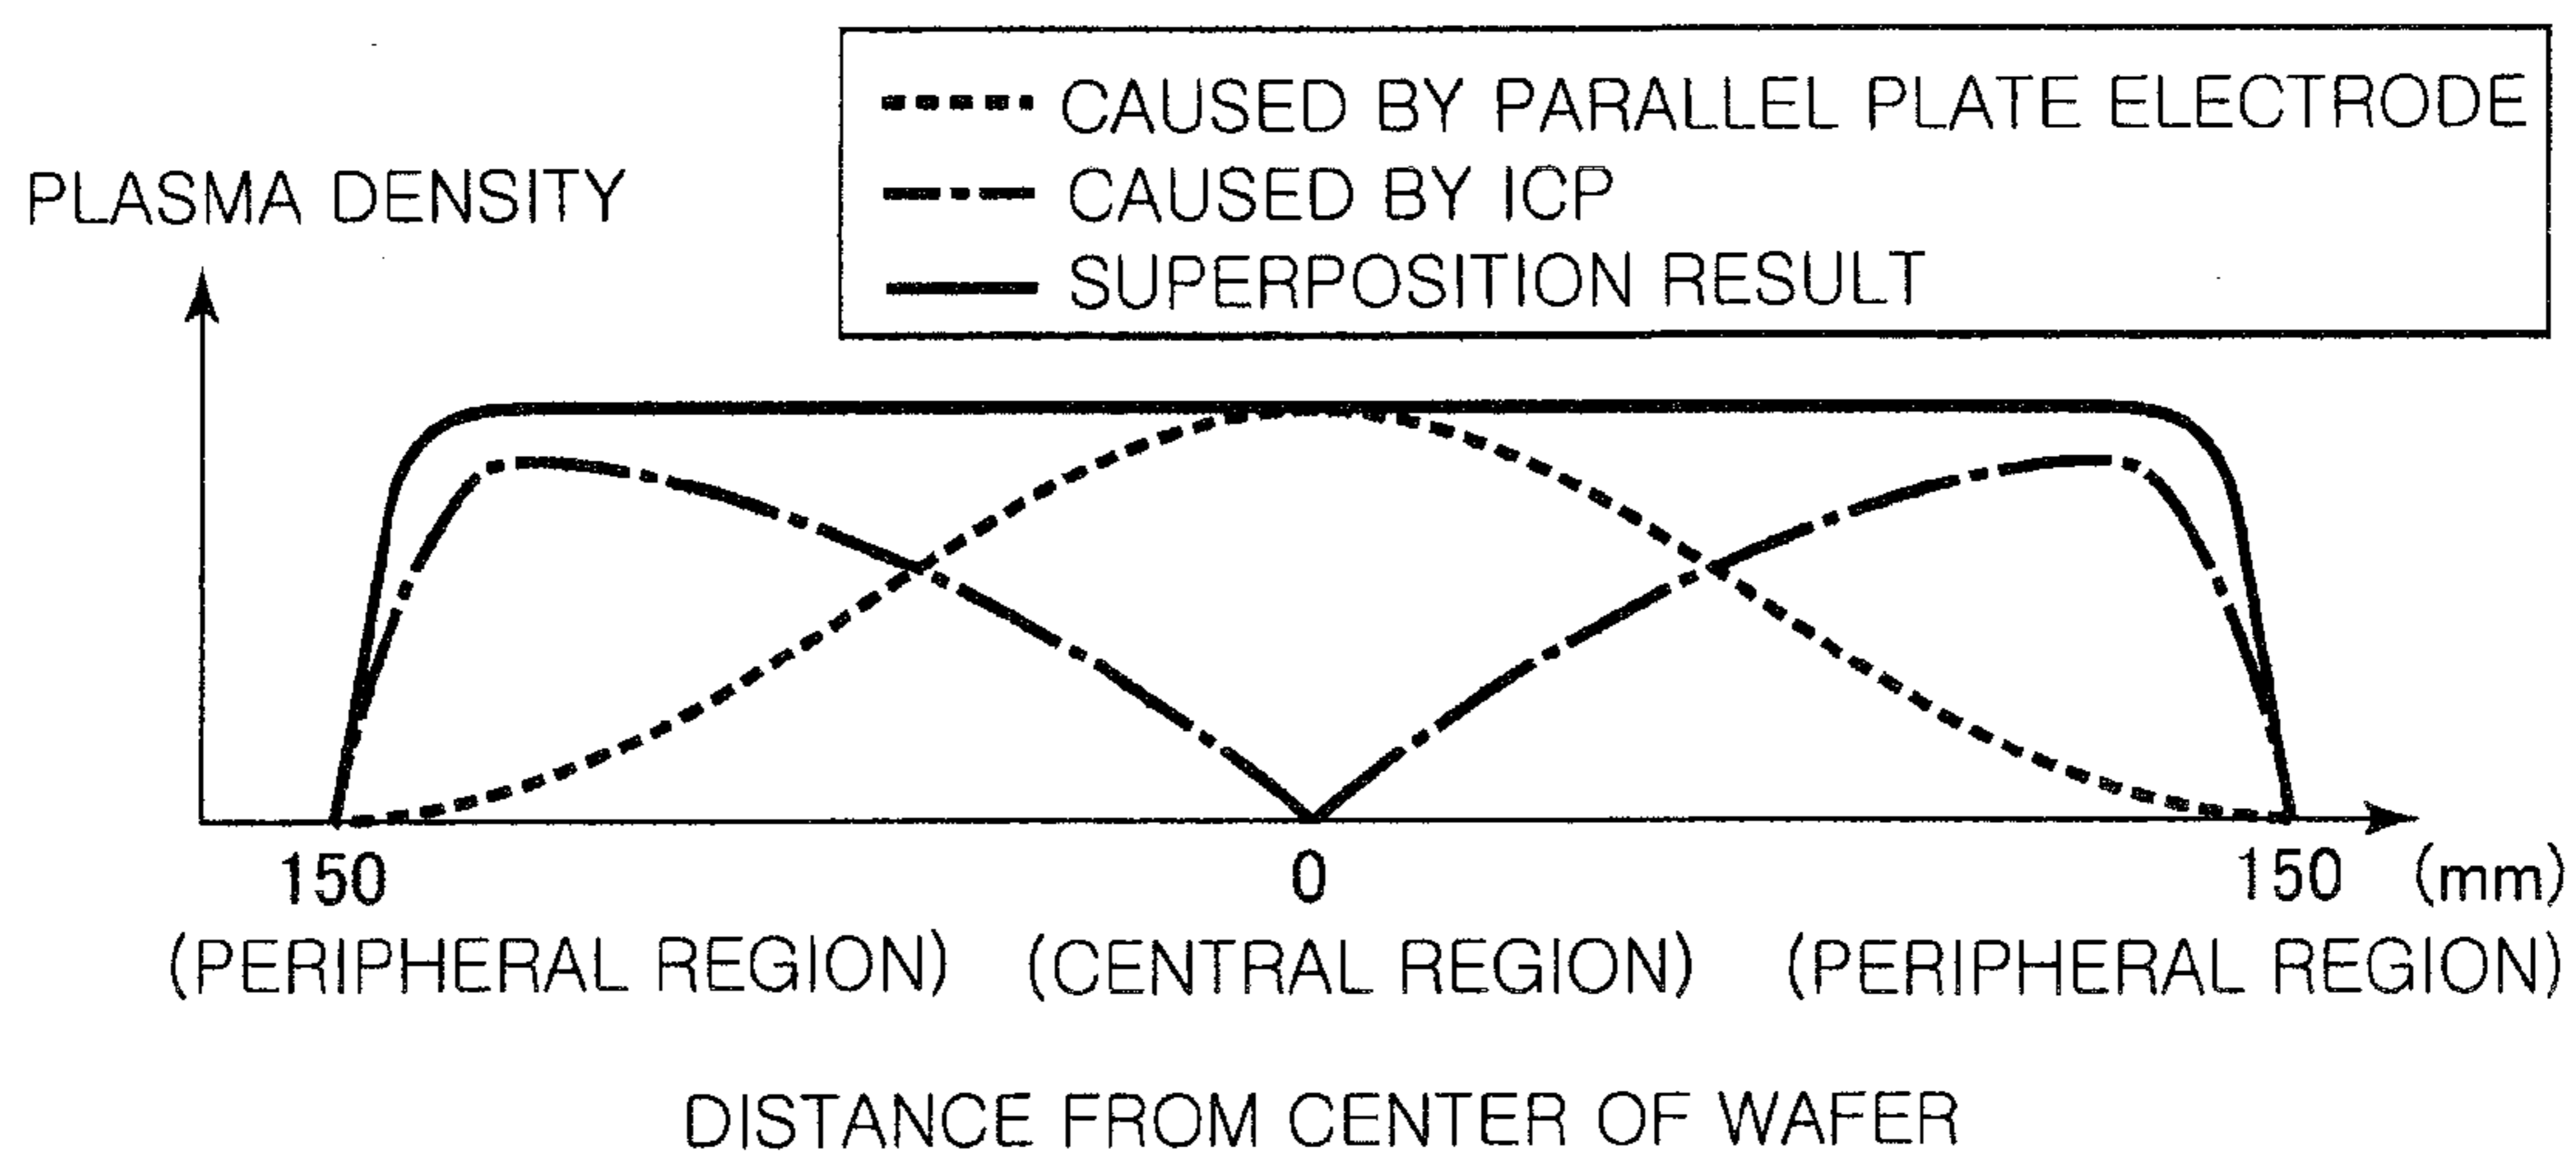 CAUSED BY PARALLEL PLATE ELECTRODE
CAUSED BY ICP
SUPERPOSITION RESULT
PLASMA DENSITY
150 0 150 (mm)
(PERIPHERAL REGION) (CENTRAL REGION) (PERIPHERAL REGION)
DISTANCE FROM CENTER OF WAFER